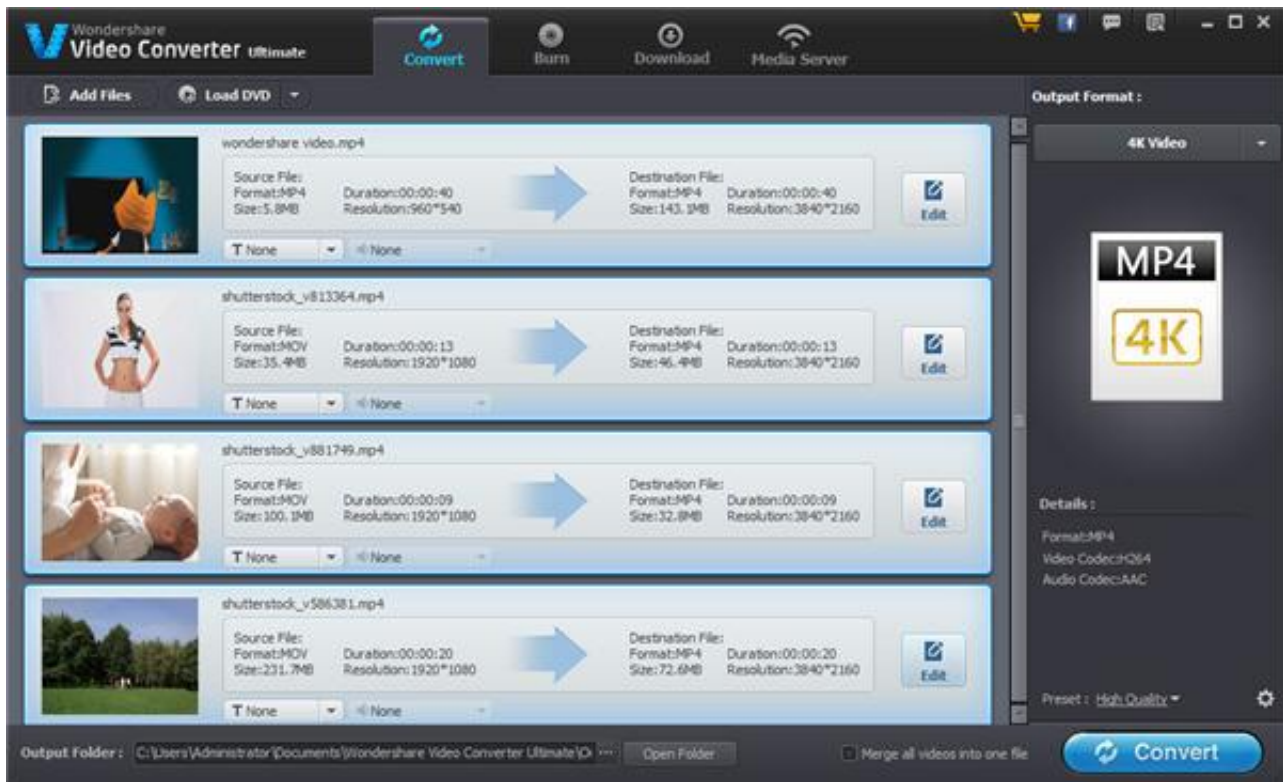 Wondershare
Video Converter Ultimate
Convert
Burn
Download
Media Server
Add Files
Load DVD
Output Format :
wondershare video.mp4
Source File:
Format:MP4 Duration:00:00:40
Size:5.8MB Resolution:960*540
Destination File:
Format:MP4 Duration:00:00:40
Size:143.1MB Resolution:3840*2160
Edit
T None
None
shutterstock_v813364.mp4
Source File:
Format:MOV Duration:00:00:13
Size:35.4MB Resolution:1920*1080
Destination File:
Format:MP4 Duration:00:00:13
Size:46.4MB Resolution:3840*2160
Edit
T None
None
shutterstock_v881749.mp4
Source File:
Format:MOV Duration:00:00:09
Size:100.1MB Resolution:1920*1080
Destination File:
Format:MP4 Duration:00:00:09
Size:32.8MB Resolution:3840*2160
Edit
T None
None
shutterstock_v586381.mp4
Source File:
Format:MOV Duration:00:00:20
Size:231.7MB Resolution:1920*1080
Destination File:
Format:MP4 Duration:00:00:20
Size:72.6MB Resolution:3840*2160
Edit
T None
None
4K Video
MP4
4K
Details :
Format:MP4
Video Codec:H264
Audio Codec:AAC
Preset : High Quality
Output Folder : C:\Users\Administrator\Documents\Wondershare Video Converter Ultimate\O ...
Open Folder
Merge all videos into one file
Convert